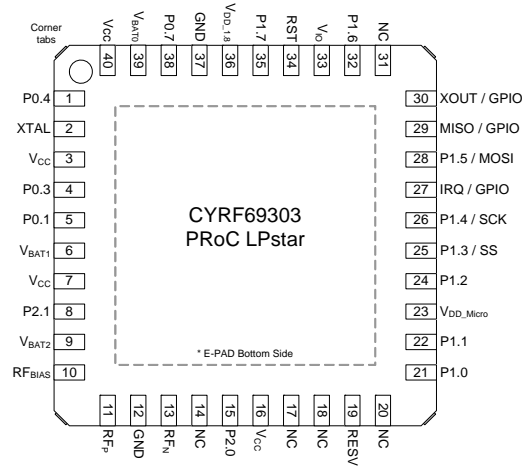 Corner
tabs
Vcc
VBAT0
P0.7
GND
VDD_1.8
P1.7
RST
VIO
P1.6
NC
40
39
38
37
36
35
34
33
32
31
P0.4 1
XTAL 2
VCC 3
P0.3 4
P0.1 5
VBAT1 6
VCC 7
P2.1 8
VBAT2 9
RFBIAS 10
30 XOUT / GPIO
29 MISO / GPIO
28 P1.5 / MOSI
27 IRQ / GPIO
26 P1.4 / SCK
25 P1.3 / SS
24 P1.2
23 VDD_Micro
22 P1.1
21 P1.0
CYRF69303
PRoC LPstar
* E-PAD Bottom Side
11
12
13
14
15
16
17
18
19
20
RFP
GND
RFN
NC
P2.0
VCC
NC
NC
RESV
NC